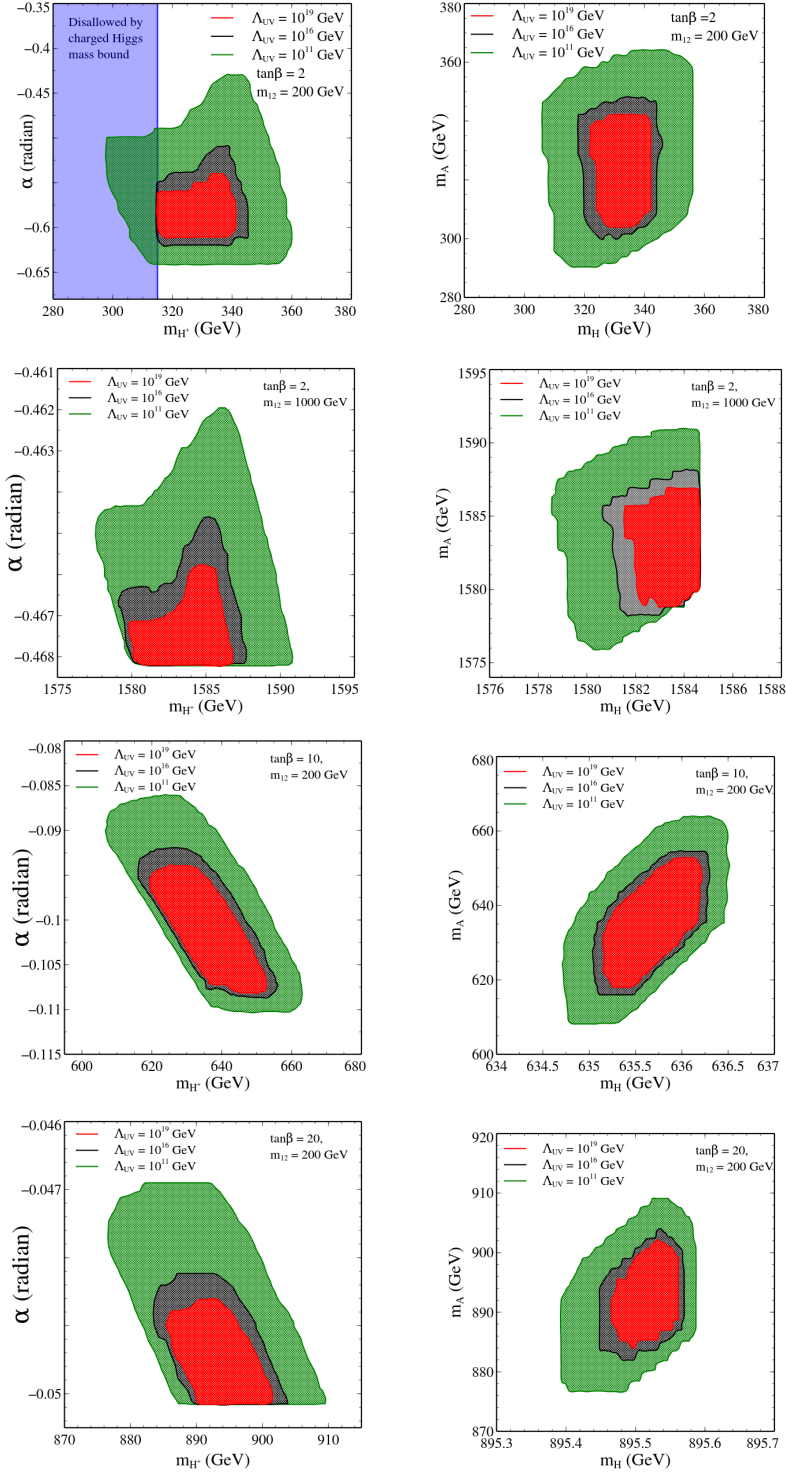 Disallowed by
charged Higgs
mass bound
Λ_UV = 10^19 GeV
Λ_UV = 10^16 GeV
Λ_UV = 10^11 GeV
tanβ = 2
m_12 = 200 GeV
−0.35
−0.45
−0.6
−0.65
α (radian)
280 300 320 340 360 380
m_H⁺ (GeV)
Λ_UV = 10^19 GeV
Λ_UV = 10^16 GeV
Λ_UV = 10^11 GeV
tanβ = 2
m_12 = 200 GeV
380
360
300
280
m_A (GeV)
280 300 320 340 360 380
m_H (GeV)
Λ_UV = 10^19 GeV
Λ_UV = 10^16 GeV
Λ_UV = 10^11 GeV
tanβ = 2,
m_12 = 1000 GeV
−0.461
−0.462
−0.463
−0.467
−0.468
α (radian)
1575 1580 1585 1590 1595
m_H⁺ (GeV)
Λ_UV = 10^19 GeV
Λ_UV = 10^16 GeV
Λ_UV = 10^11 GeV
tanβ = 2,
m_12 = 1000 GeV
1595
1590
1585
1580
1575
m_A (GeV)
1576 1578 1581 1582 1584 1586 1588
m_H (GeV)
Λ_UV = 10^19 GeV
Λ_UV = 10^16 GeV
Λ_UV = 10^11 GeV
tanβ = 10,
m_12 = 200 GeV
−0.08
−0.085
−0.09
−0.1
−0.105
−0.11
−0.115
α (radian)
600 620 640 660 680
m_H⁺ (GeV)
Λ_UV = 10^19 GeV
Λ_UV = 10^16 GeV
Λ_UV = 10^11 GeV
tanβ = 10,
m_12 = 200 GeV
680
660
640
620
600
m_A (GeV)
634 634.5 635 635.5 636 636.5 637
m_H (GeV)
Λ_UV = 10^19 GeV
Λ_UV = 10^16 GeV
Λ_UV = 10^11 GeV
tanβ = 20,
m_12 = 200 GeV
−0.046
−0.047
−0.05
α (radian)
870 880 890 900 910
m_H⁺ (GeV)
Λ_UV = 10^19 GeV
Λ_UV = 10^16 GeV
Λ_UV = 10^11 GeV
tanβ = 20,
m_12 = 200 GeV
920
910
900
890
880
870
m_A (GeV)
895.3 895.4 895.5 895.6 895.7
m_H (GeV)